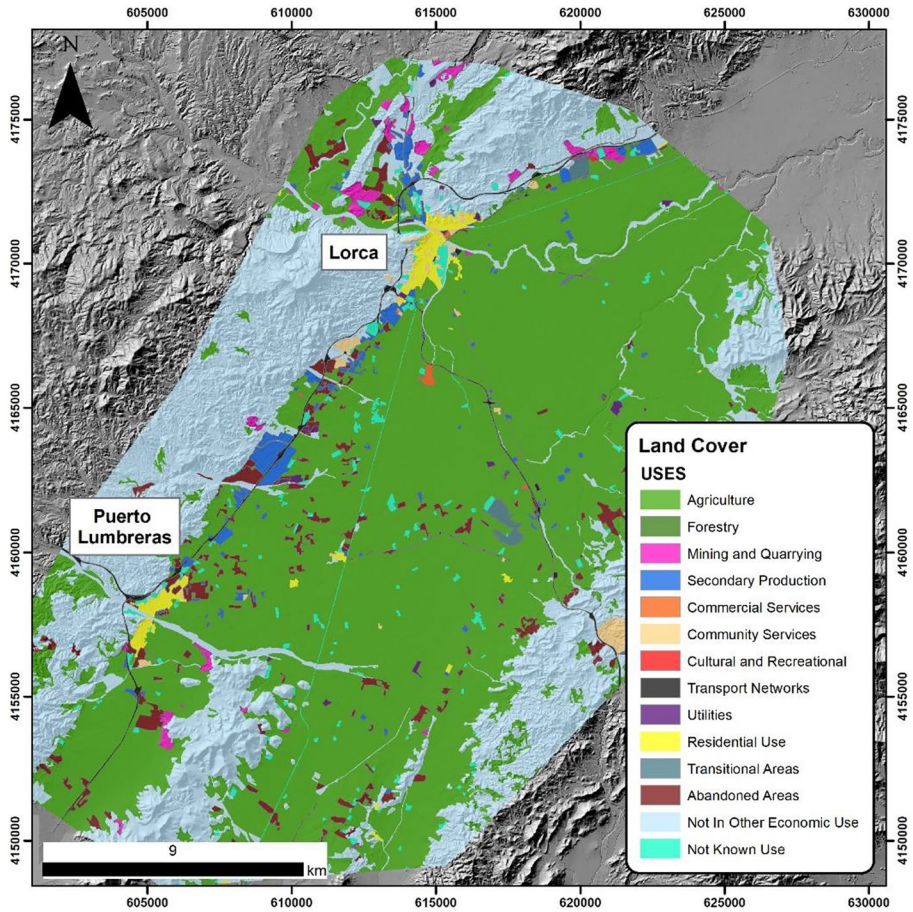 605000 610000 615000 620000 625000 630000
N
4175000 4175000
4170000 4170000
Lorca
4165000 4165000
Land Cover
USES
Agriculture
Forestry
Mining and Quarrying
Secondary Production
Commercial Services
Community Services
Cultural and Recreational
Transport Networks
Utilities
Residential Use
Transitional Areas
Abandoned Areas
Not In Other Economic Use
Not Known Use
Puerto
Lumbreras
4160000 4160000
4155000 4155000
4150000 4150000
9
km
605000 610000 615000 620000 625000 630000